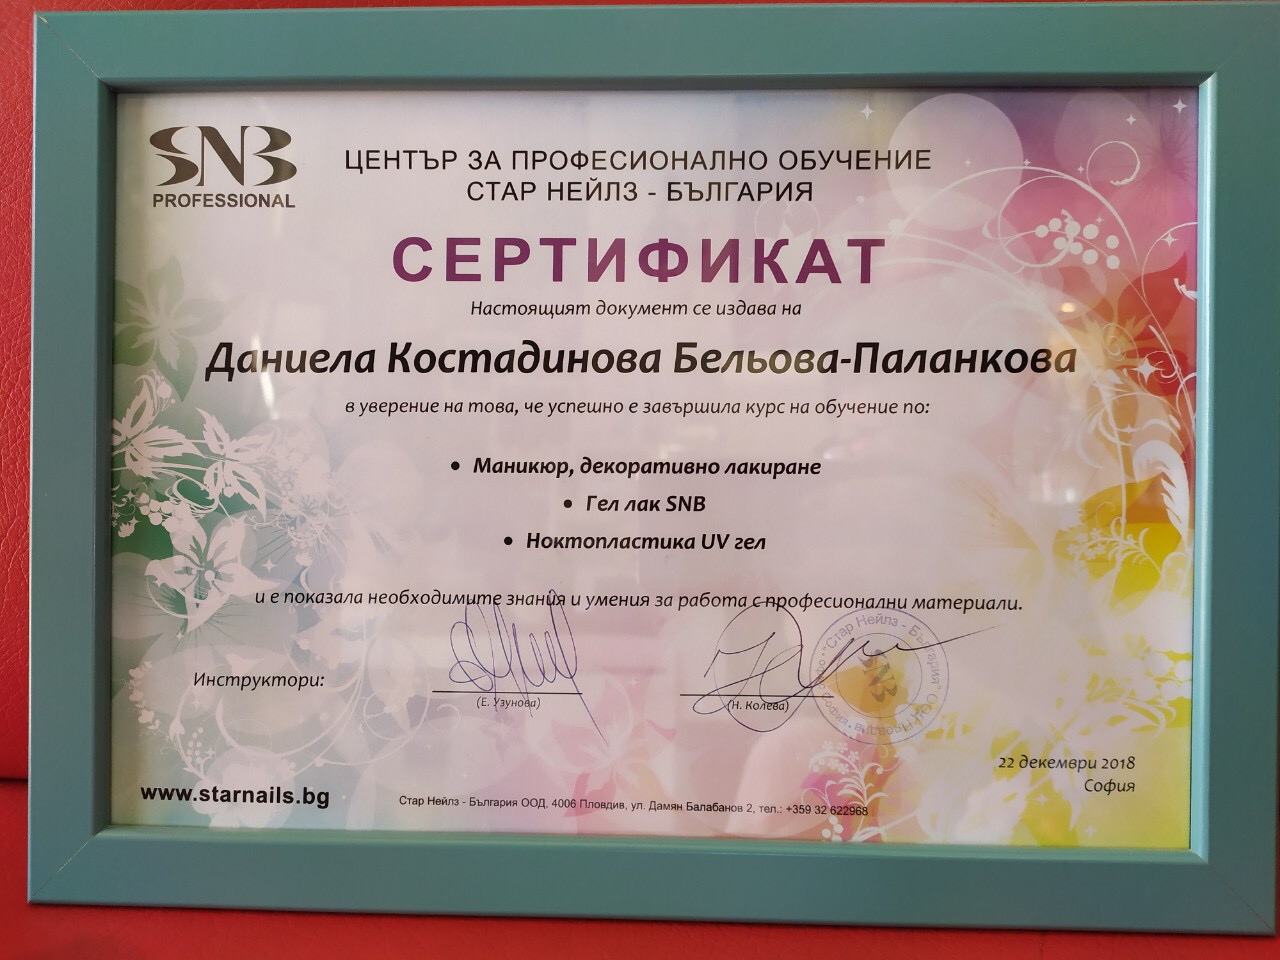 SNB
PROFESSIONAL
ЦЕНТЪР ЗА ПРОФЕСИОНАЛНО ОБУЧЕНИЕ
СТАР НЕЙЛЗ - БЪЛГАРИЯ
СЕРТИФИКАТ
Настоящият документ се издава на
Даниела Костадинова Бельова-Паланкова
в уверение на това, че успешно е завършила курс на обучение по:
• Маникюр, декоративно лакиране
• Гел лак SNB
• Ноктопластика UV гел
и е показала необходимите знания и умения за работа с професионални материали.
Инструктори:
(Е. Узунова)
(Н. Колева)
"Стар Нейлз - България" ООД
SNB
22 декември 2018
София
www.starnails.bg
Стар Нейлз - България ООД, 4006 Пловдив, ул. Дамян Балабанов 2, тел.: +359 32 622968